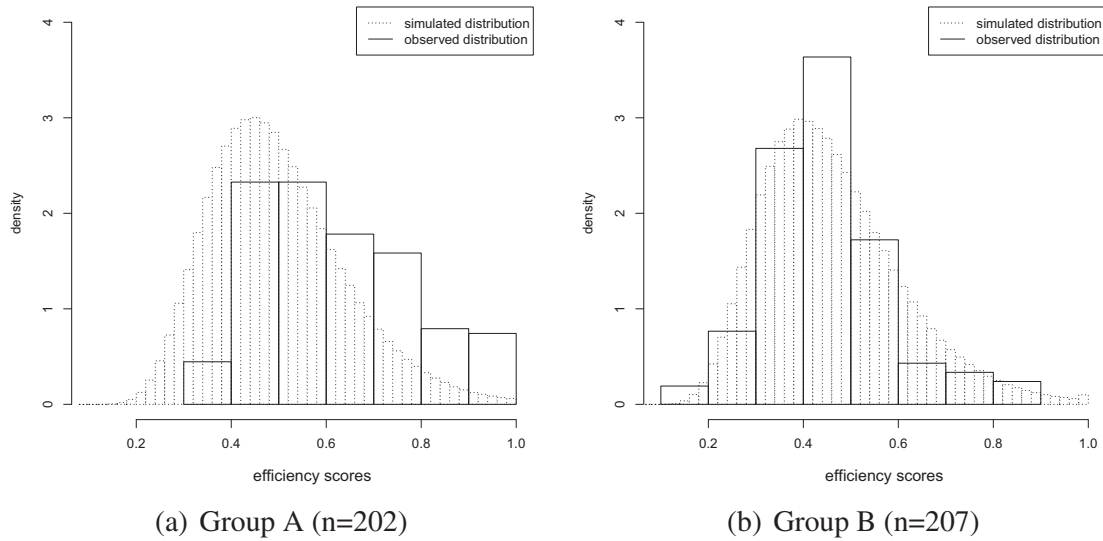 simulated distribution
observed distribution
4
3
2
1
0
density
0.2 0.4 0.6 0.8 1.0
efficiency scores
(a) Group A (n=202)
simulated distribution
observed distribution
4
3
2
1
0
density
0.2 0.4 0.6 0.8 1.0
efficiency scores
(b) Group B (n=207)